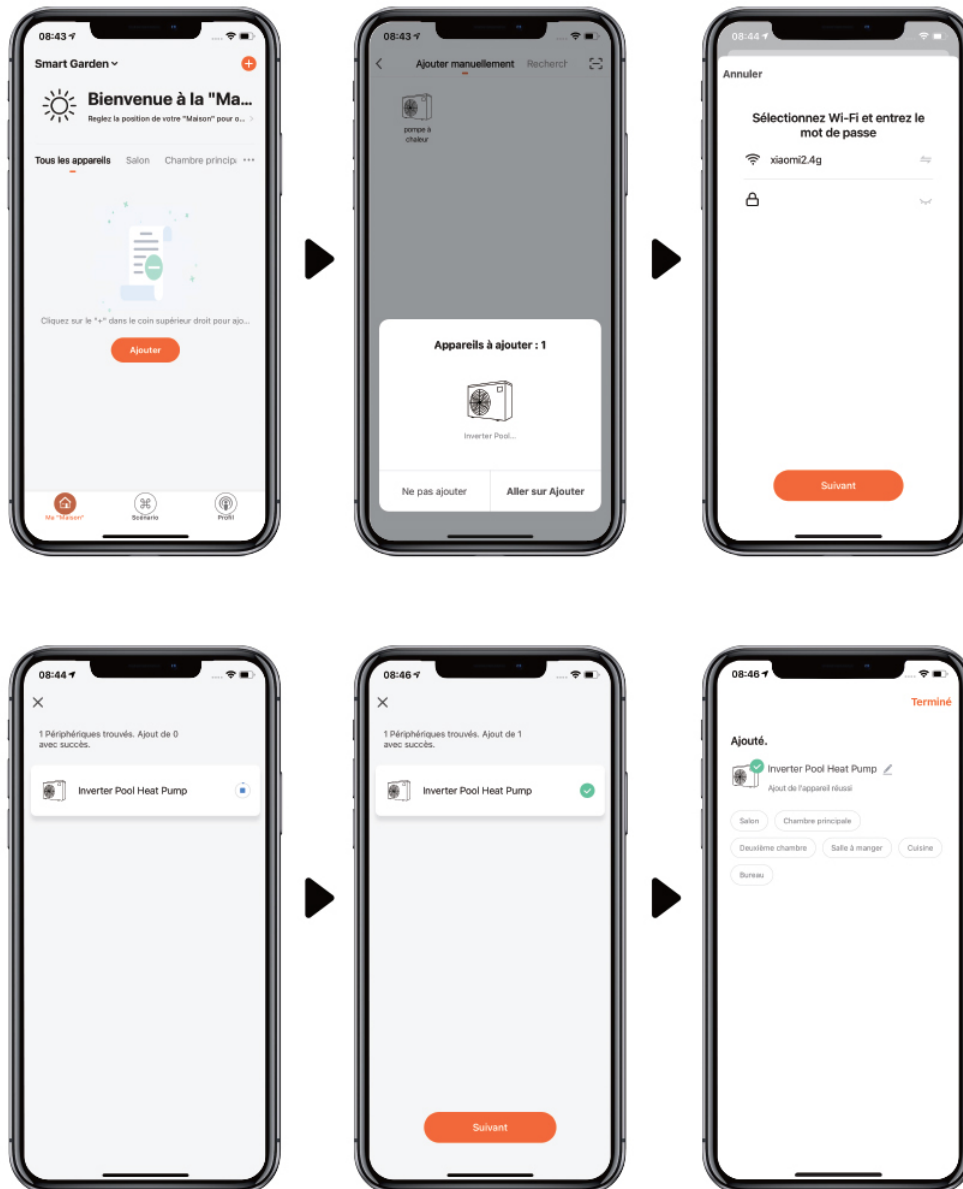 08:43
Smart Garden
Bienvenue à la "Ma...
Reglez la position de votre "Maison" pour o...
Tous les appareils Salon Chambre principa ...
Cliquez sur le "+" dans le coin supérieur droit pour ajo...
Ajouter
Ma "Maison" Scénario Profil
08:43
Ajouter manuellement Recherch
pompe à
chaleur
Appareils à ajouter : 1
Inverter Pool...
Ne pas ajouter Aller sur Ajouter
08:44
Annuler
Sélectionnez Wi-Fi et entrez le
mot de passe
xiaomi2.4g
Suivant
08:44
1 Périphériques trouvés. Ajout de 0
avec succès.
Inverter Pool Heat Pump
08:46
1 Périphériques trouvés. Ajout de 1
avec succès.
Inverter Pool Heat Pump
Suivant
08:46
Terminé
Ajouté.
Inverter Pool Heat Pump
Ajout de l'appareil réussi
Salon Chambre principale
Deuxième chambre Salle à manger Cuisine
Bureau